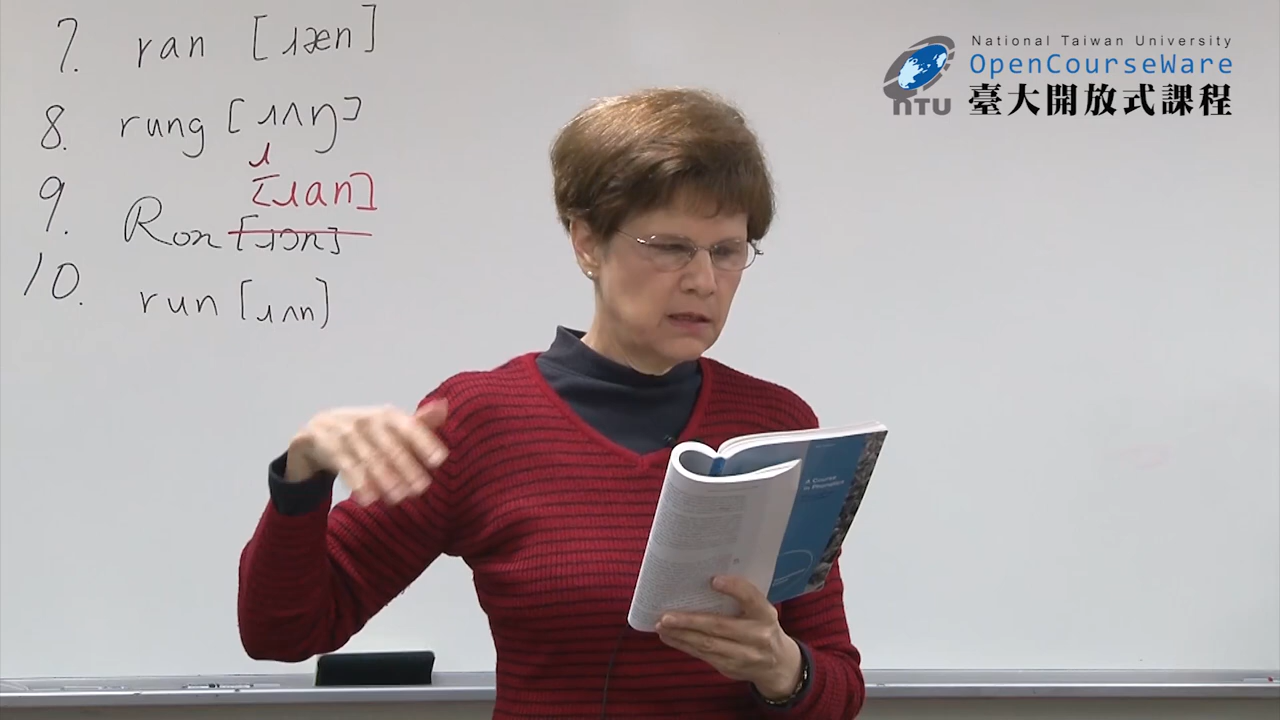 7. ran [ɹæn]
8. rung [ɹʌŋ]
ɹ
9. [ɹan]
Ron [ɹɔn]
10. run [ɹʌn]
National Taiwan University
OpenCourseWare
NTU 臺大開放式課程
A Course
in Phonetics